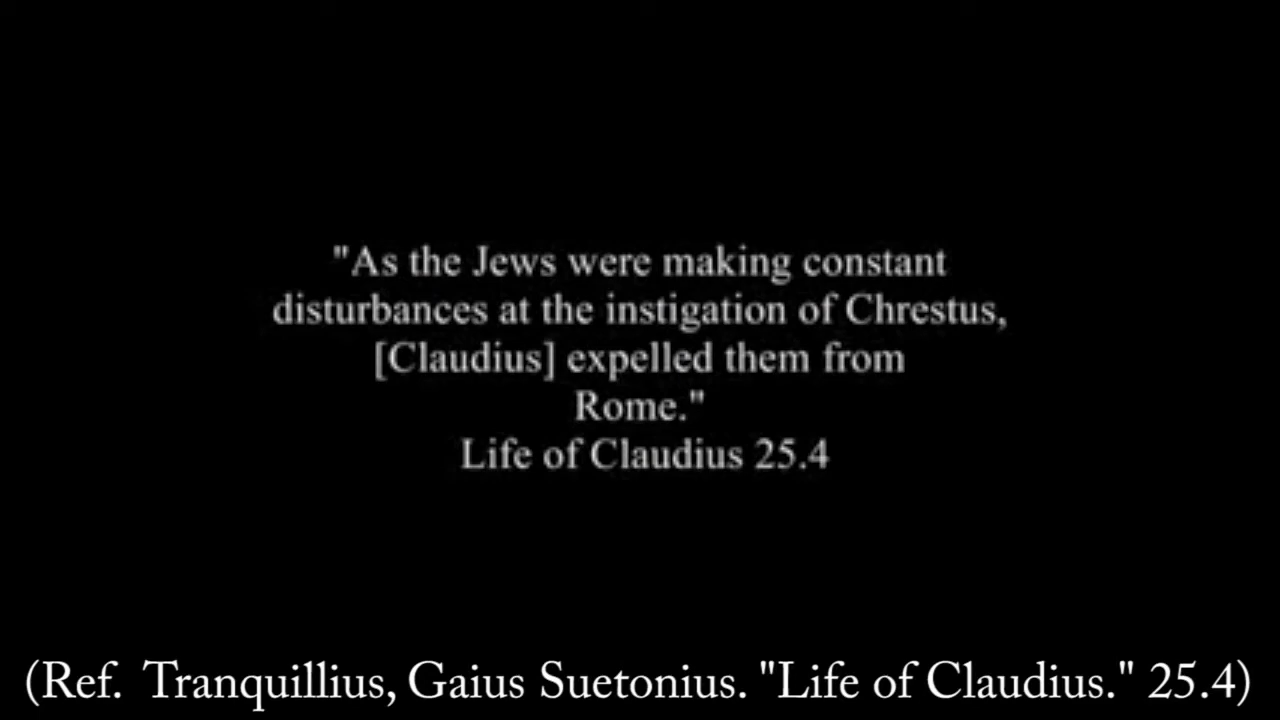 "As the Jews were making constant
disturbances at the instigation of Chrestus,
[Claudius] expelled them from
Rome."
Life of Claudius 25.4
(Ref.  Tranquillius, Gaius Suetonius. "Life of Claudius." 25.4)